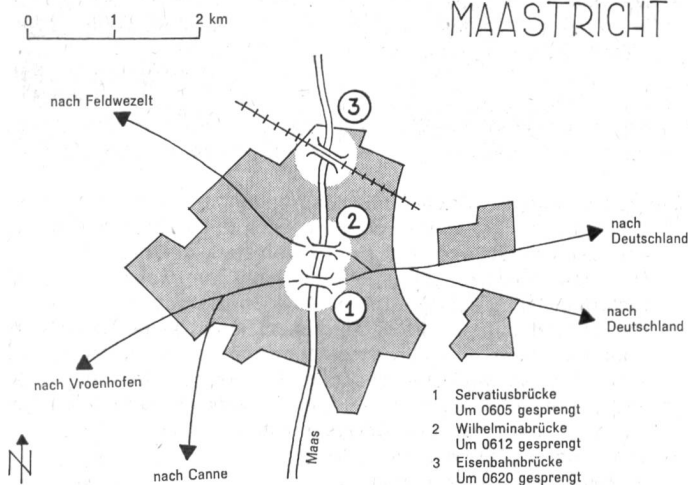 0 2 km
MAASTRICHT
nach Feldwezelt
3
2
nach
Deutschland
1
nach
Deutschland
nach Vroenhofen
nach Canne
Maas
N
1 Servatiusbrücke
Um 0605 gesprengt
2 Wilhelminabrücke
Um 0612 gesprengt
3 Eisenbahnbrücke
Um 0620 gesprengt